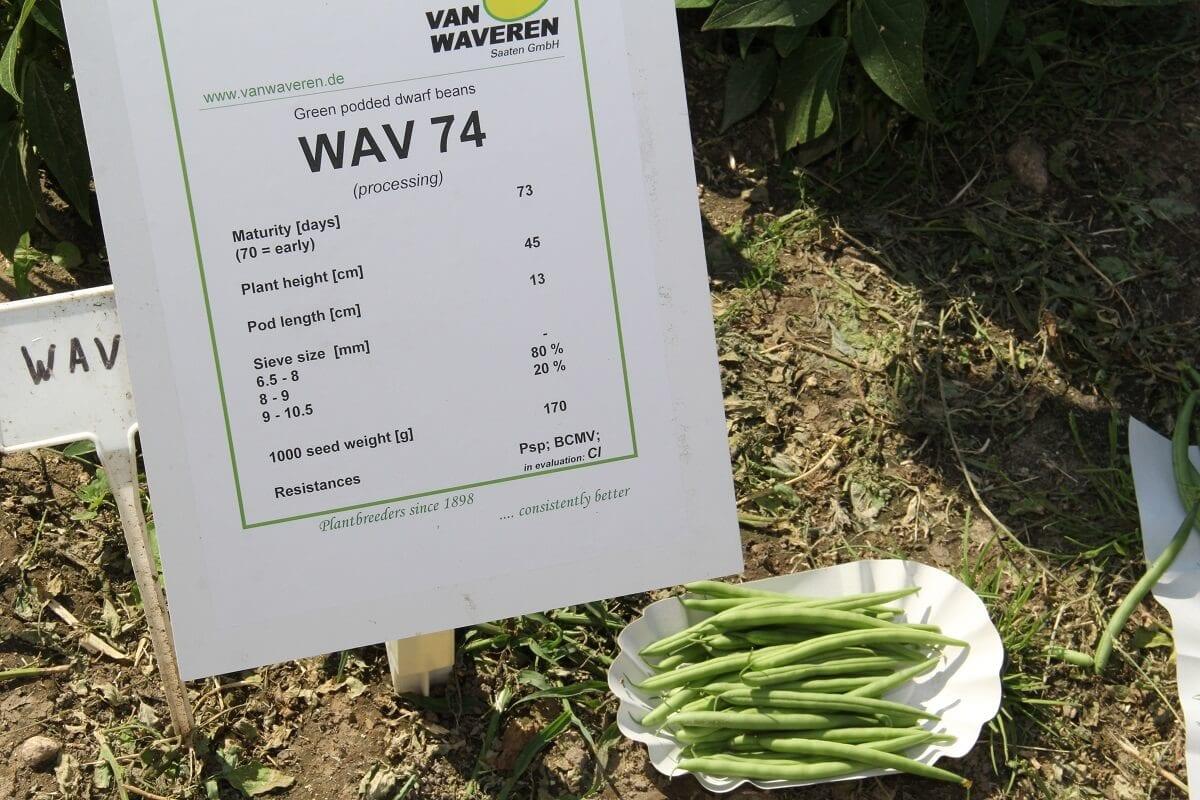 VAN
WAVEREN
Saaten GmbH
www.vanwaveren.de
Green podded dwarf beans
WAV 74
(processing)
Maturity [days] 73
(70 = early)
Plant height [cm] 45
Pod length [cm] 13
Sieve size [mm]
6.5 - 8 -
8 - 9 80 %
9 - 10.5 20 %
1000 seed weight [g] 170
Resistances Psp; BCMV;
in evaluation: Cl
Plantbreeders since 1898 .... consistently better
WAV